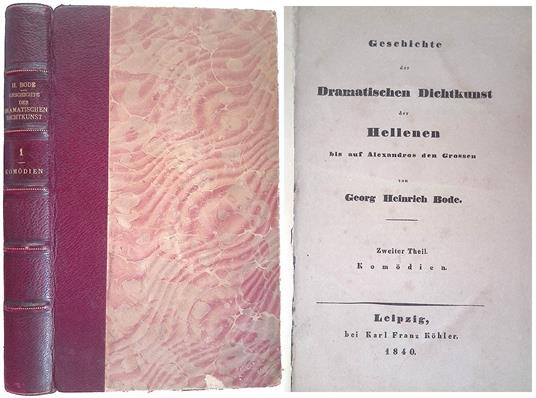 H. BODE
GESCHICHTE
DER
DRAMATISCHEN
DICHTKUNST
1
KOMÖDIEN
Geschichte
der
Dramatischen Dichtkunst
der
Hellenen
bis auf Alexandros den Grossen
von
Georg Heinrich Bode.
Zweiter Theil.
Komödien.
Leipzig,
bei Karl Franz Köhler.
1840.